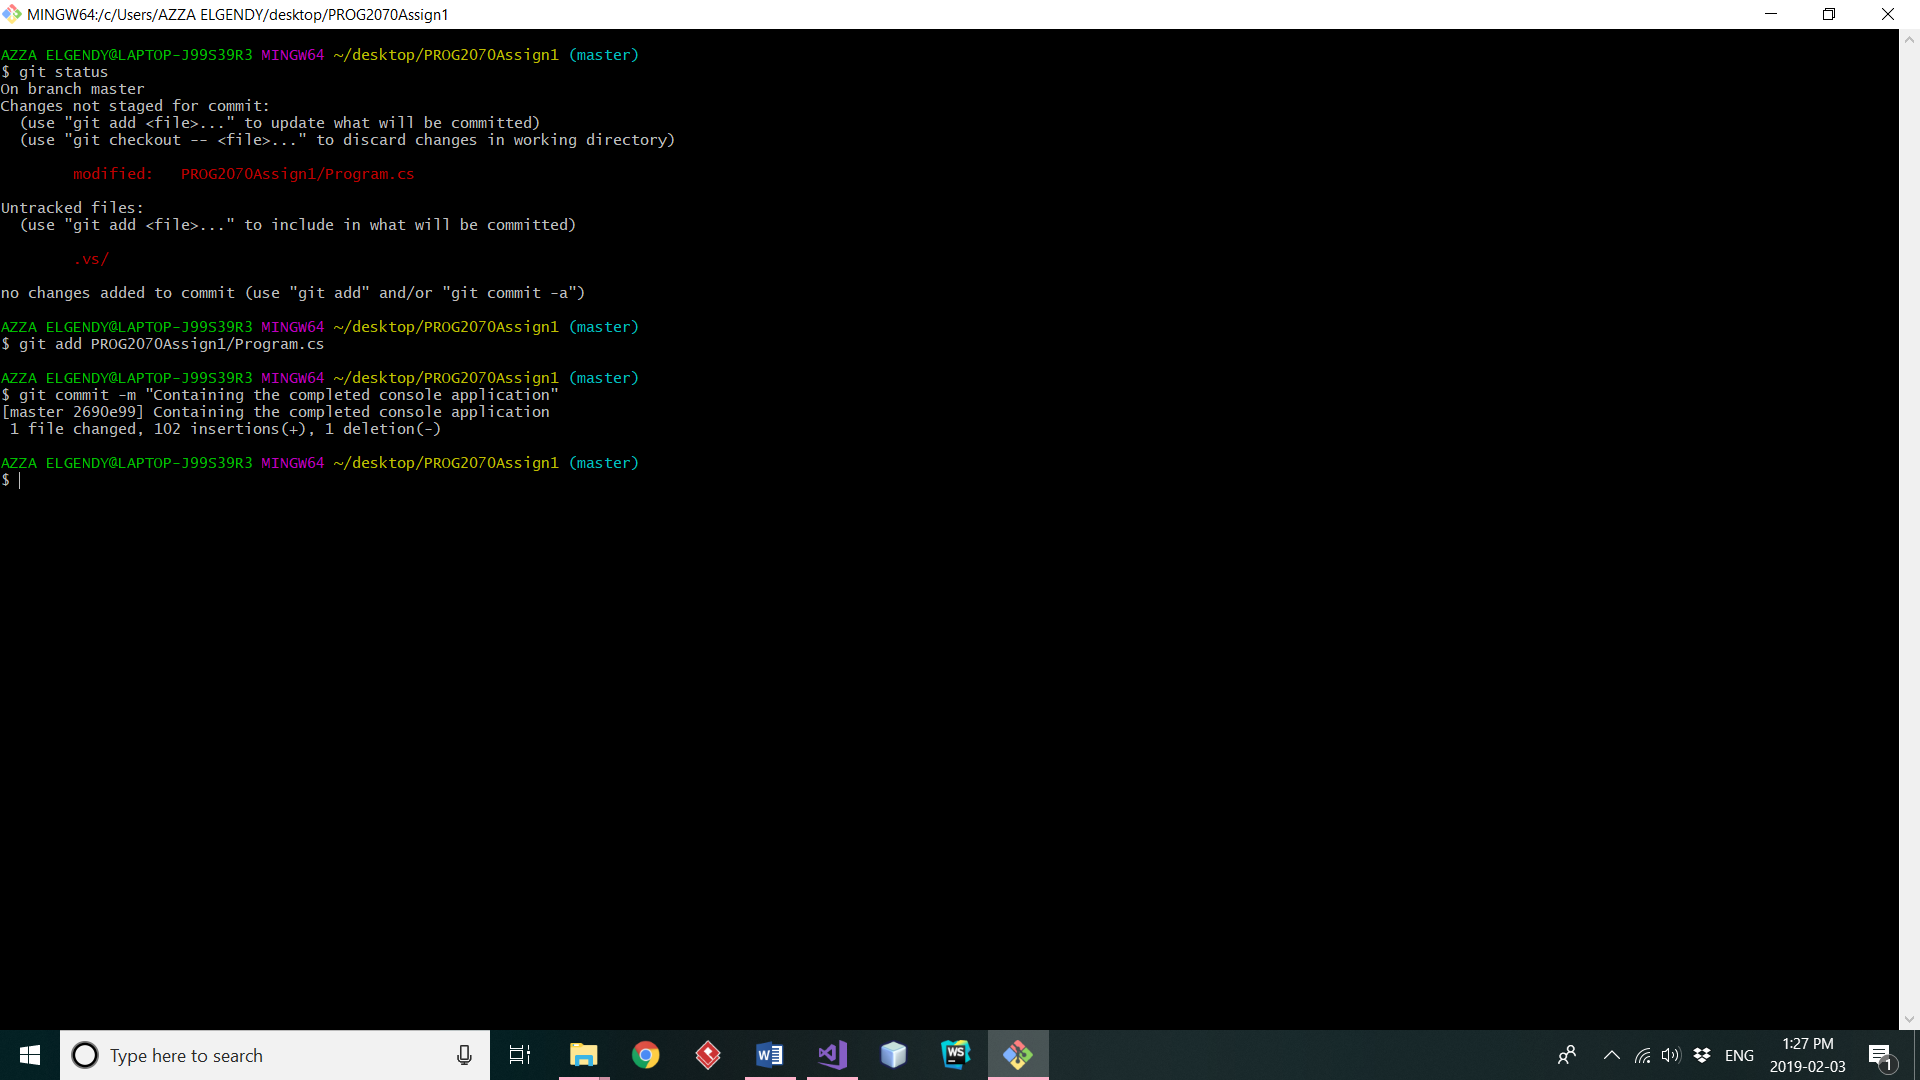 MINGW64:/c/Users/AZZA ELGENDY/desktop/PROG2070Assign1
AZZA ELGENDY@LAPTOP-J99S39R3 MINGW64 ~/desktop/PROG2070Assign1 (master)
$ git status
On branch master
Changes not staged for commit:
  (use "git add <file>..." to update what will be committed)
  (use "git checkout -- <file>..." to discard changes in working directory)
        modified:   PROG2070Assign1/Program.cs
Untracked files:
  (use "git add <file>..." to include in what will be committed)
        .vs/
no changes added to commit (use "git add" and/or "git commit -a")
AZZA ELGENDY@LAPTOP-J99S39R3 MINGW64 ~/desktop/PROG2070Assign1 (master)
$ git add PROG2070Assign1/Program.cs
AZZA ELGENDY@LAPTOP-J99S39R3 MINGW64 ~/desktop/PROG2070Assign1 (master)
$ git commit -m "Containing the completed console application"
[master 2690e99] Containing the completed console application
 1 file changed, 102 insertions(+), 1 deletion(-)
AZZA ELGENDY@LAPTOP-J99S39R3 MINGW64 ~/desktop/PROG2070Assign1 (master)
$
Type here to search
W
WS
ENG
1:27 PM
2019-02-03
1